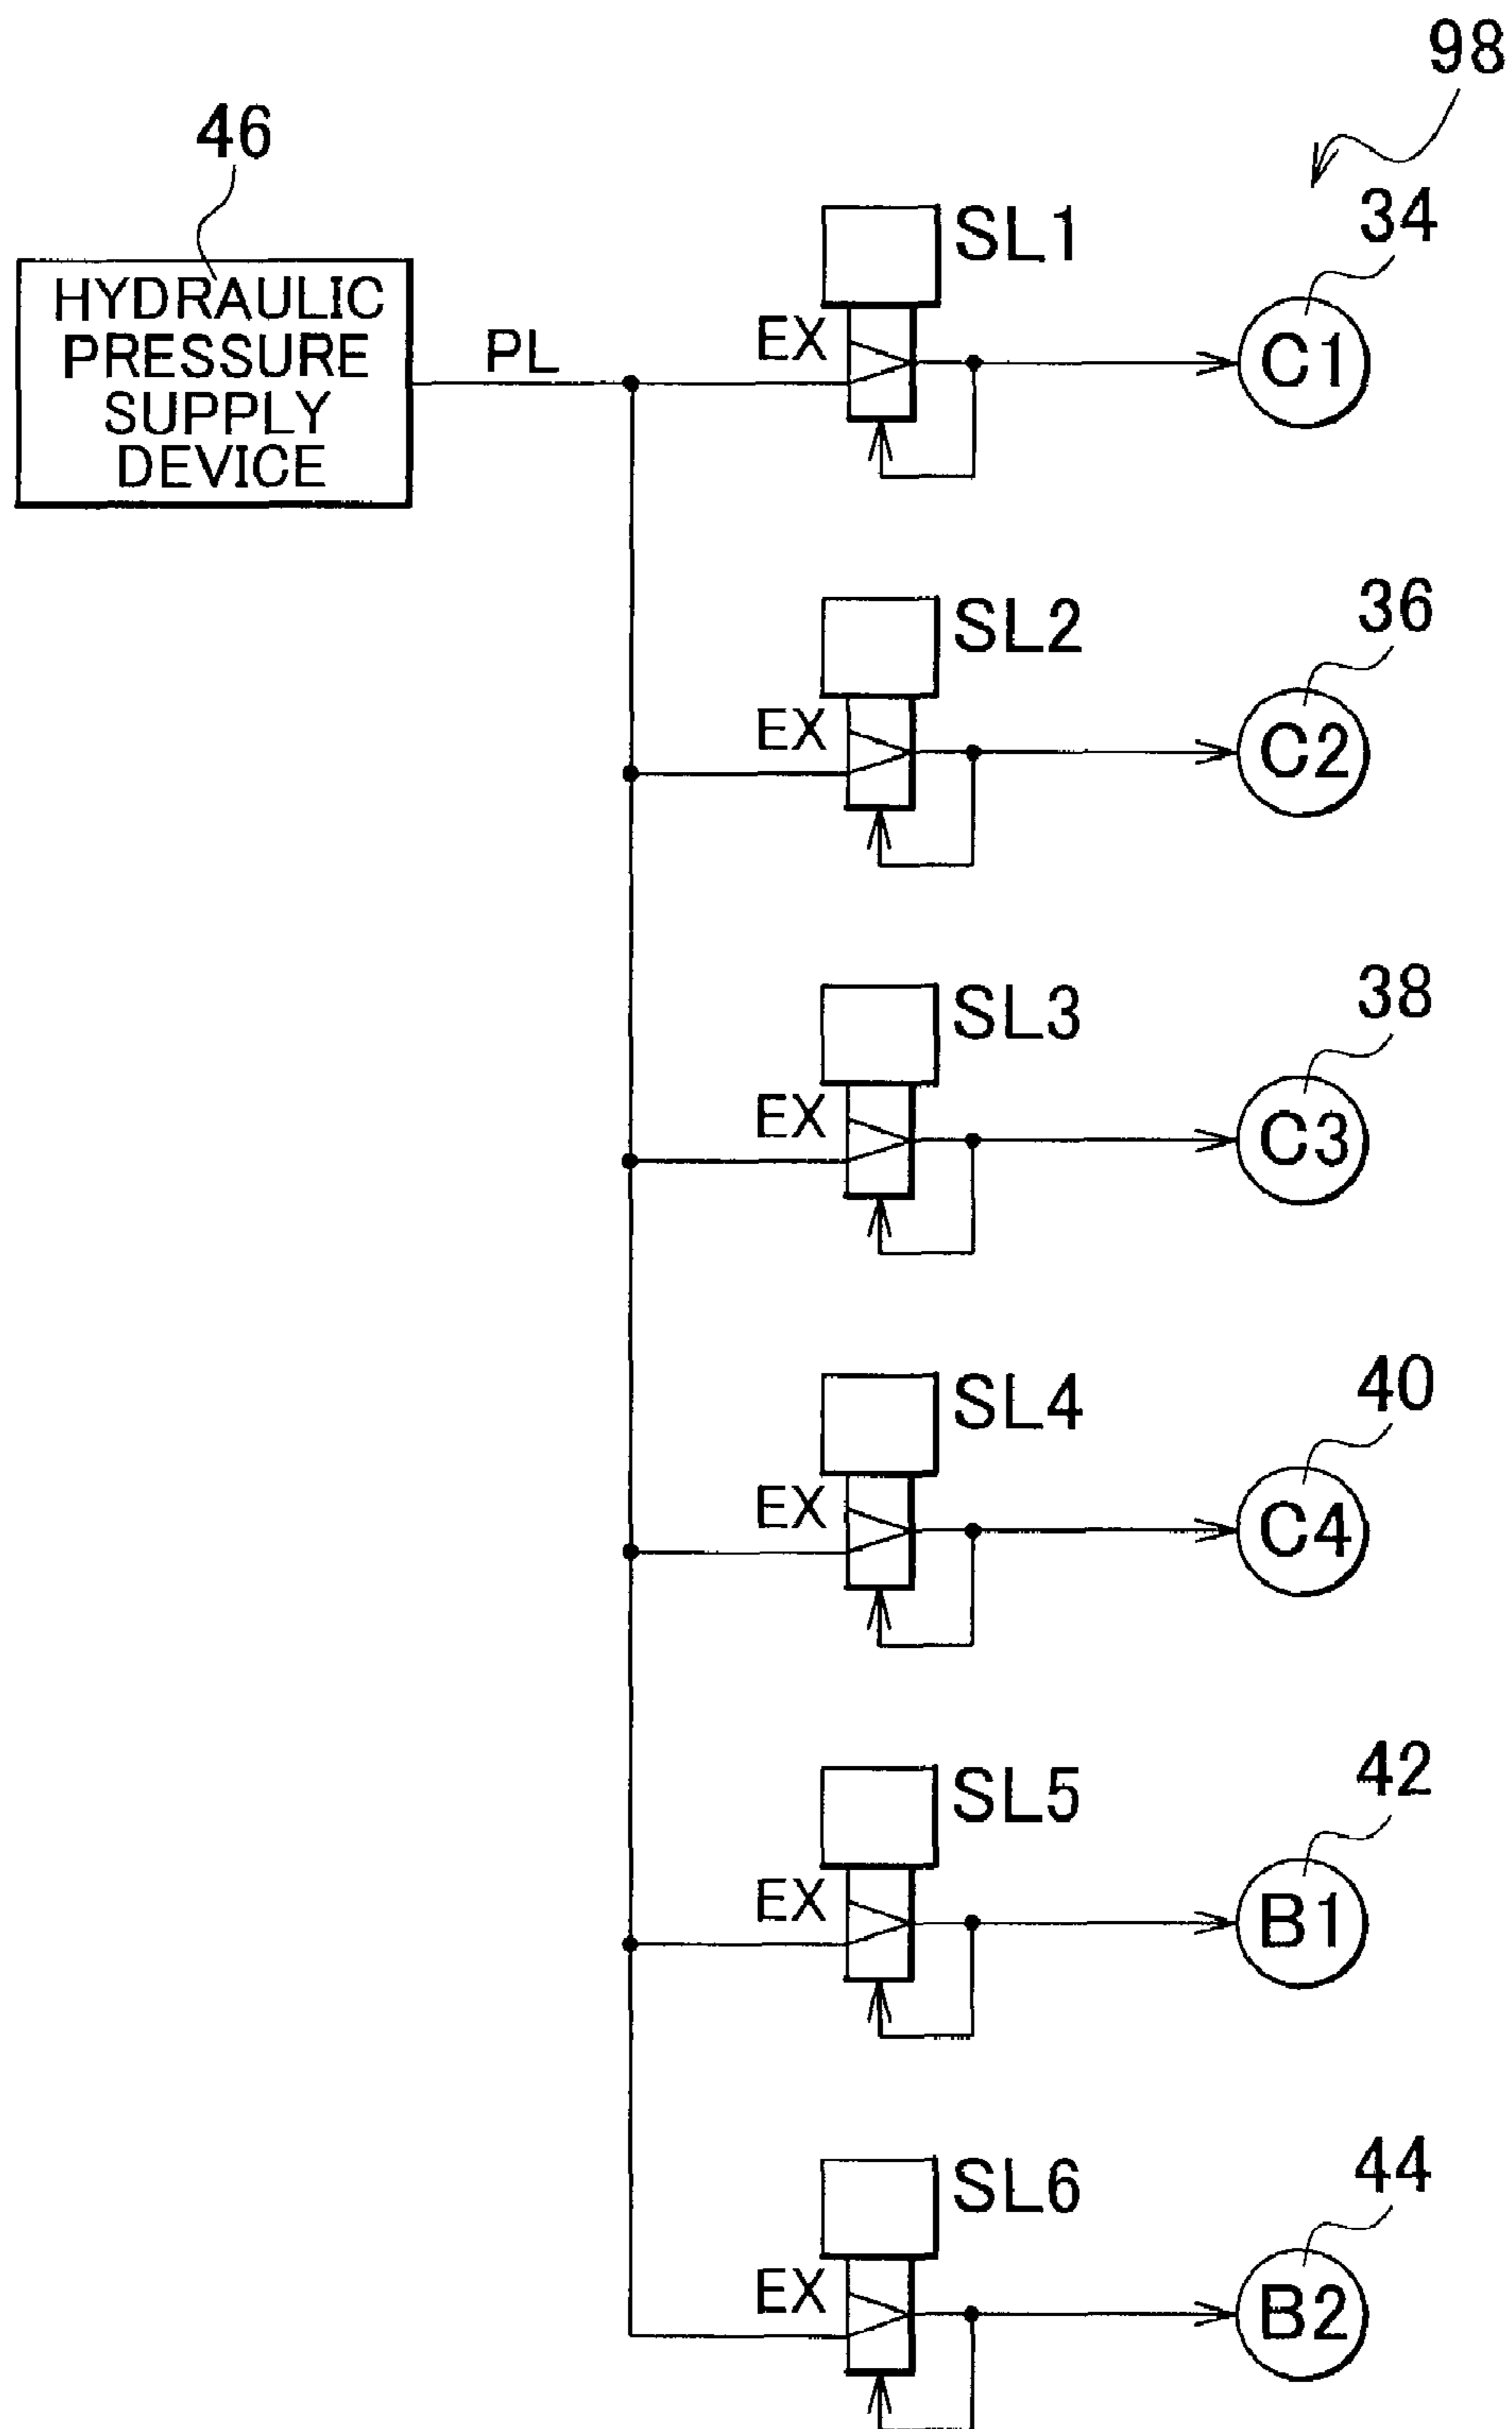 98
46
34
SL1
HYDRAULIC
PRESSURE
SUPPLY
DEVICE
PL
EX
C1
36
SL2
EX
C2
38
SL3
EX
C3
40
SL4
EX
C4
42
SL5
EX
B1
44
SL6
EX
B2